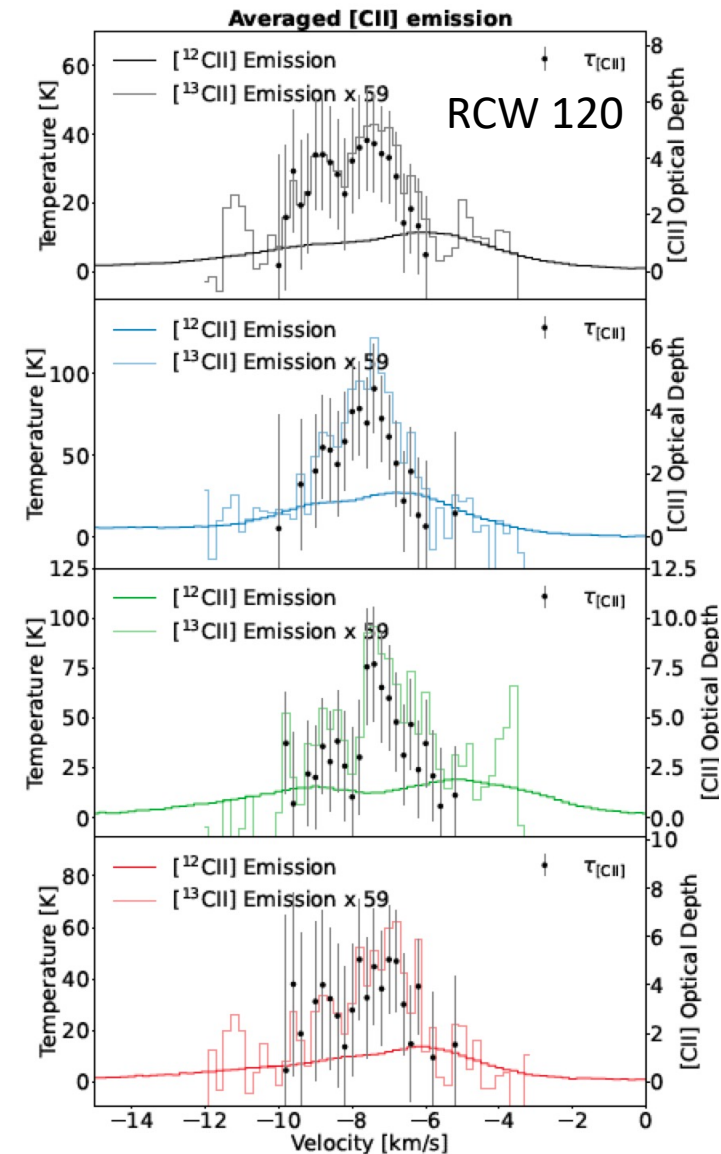 Averaged [CII] emission
[¹²CII] Emission
[¹³CII] Emission x 59
τ[CII]
RCW 120
Temperature [K]
60
40
20
0
[CII] Optical Depth
8
6
4
2
0
[¹²CII] Emission
[¹³CII] Emission x 59
τ[CII]
Temperature [K]
100
50
0
[CII] Optical Depth
6
4
2
0
[¹²CII] Emission
[¹³CII] Emission x 59
τ[CII]
Temperature [K]
125
100
75
50
25
0
[CII] Optical Depth
12.5
10.0
7.5
5.0
2.5
0.0
[¹²CII] Emission
[¹³CII] Emission x 59
τ[CII]
Temperature [K]
80
60
40
20
0
[CII] Optical Depth
10
8
6
4
2
0
−14 −12 −10 −8 −6 −4 −2 0
Velocity [km/s]